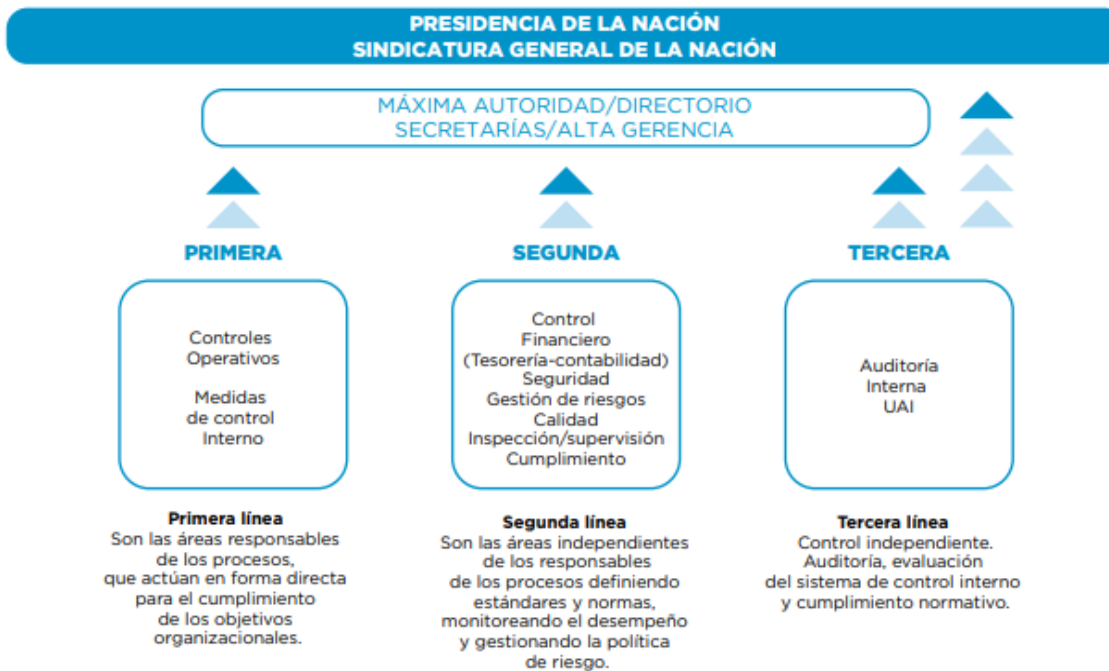 PRESIDENCIA DE LA NACIÓN
SINDICATURA GENERAL DE LA NACIÓN
MÁXIMA AUTORIDAD/DIRECTORIO
SECRETARÍAS/ALTA GERENCIA
PRIMERA
Controles
Operativos
Medidas
de control
Interno
Primera línea
Son las áreas responsables
de los procesos,
que actúan en forma directa
para el cumplimiento
de los objetivos
organizacionales.
SEGUNDA
Control
Financiero
(Tesorería-contabilidad)
Seguridad
Gestión de riesgos
Calidad
Inspección/supervisión
Cumplimiento
Segunda línea
Son las áreas independientes
de los responsables
de los procesos definiendo
estándares y normas,
monitoreando el desempeño
y gestionando la política
de riesgo.
TERCERA
Auditoría
Interna
UAI
Tercera línea
Control independiente.
Auditoría, evaluación
del sistema de control interno
y cumplimiento normativo.